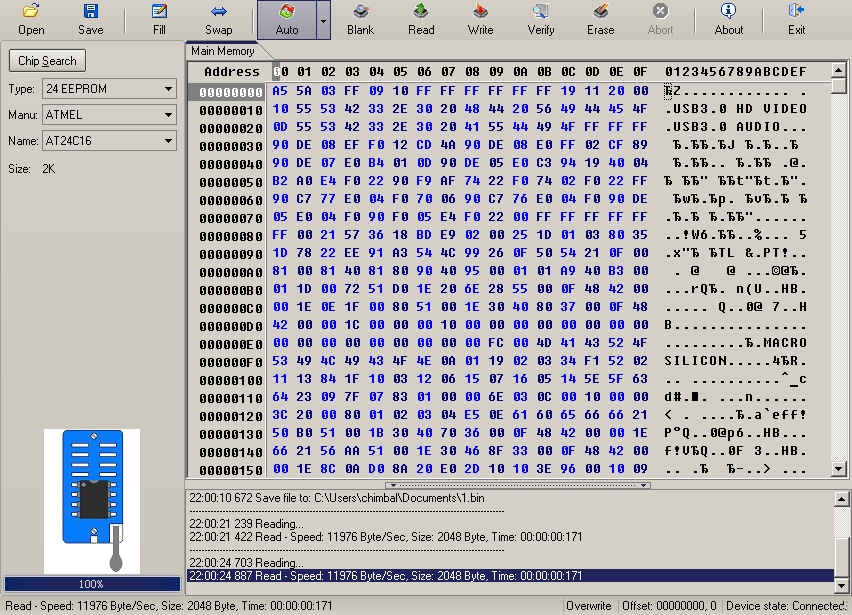 Open Save Fill Swap Auto Blank Read Write Verify Erase Abort About Exit
Chip Search
Type: 24 EEPROM
Manu: ATMEL
Name: AT24C16
Size: 2K
Main Memory
Address 00 01 02 03 04 05 06 07 08 09 0A 0B 0C 0D 0E 0F 0123456789ABCDEF
00000000 A5 5A 03 FF 09 10 FF FF FF FF FF FF 19 11 20 00 ҐZ............ .
00000010 10 55 53 42 33 2E 30 20 48 44 20 56 49 44 45 4F .USB3.0 HD VIDEO
00000020 0D 55 53 42 33 2E 30 20 41 55 44 49 4F FF FF FF .USB3.0 AUDIO...
00000030 90 DE 08 EF F0 12 CD 4A 90 DE 08 E0 FF 02 CF 89
00000040 90 DE 07 E0 B4 01 0D 90 DE 05 E0 C3 94 19 40 04
00000050 B2 A0 E4 F0 22 90 F9 AF 74 22 F0 74 02 F0 22 FF
00000060 90 C7 77 E0 04 F0 70 06 90 C7 76 E0 04 F0 90 DE
00000070 05 E0 04 F0 90 F0 05 E4 F0 22 00 FF FF FF FF FF
00000080 FF 00 21 57 36 18 BD E9 02 00 25 1D 01 03 80 35
00000090 1D 78 22 EE 91 A3 54 4C 99 26 0F 50 54 21 0F 00
000000A0 81 00 81 40 81 80 90 40 95 00 01 01 A9 40 B3 00
000000B0 01 1D 00 72 51 D0 1E 20 6E 28 55 00 0F 48 42 00 ...rQЂ. n(U..HB.
000000C0 00 1E 0E 1F 00 80 51 00 1E 30 40 80 37 00 0F 48
000000D0 42 00 00 1C 00 00 00 10 00 00 00 00 00 00 00 00 B...............
000000E0 00 00 00 00 00 00 00 00 00 FC 00 4D 41 43 52 4F .........Ђ.MACRO
000000F0 53 49 4C 49 43 4F 4E 0A 01 19 02 03 34 F1 52 02 SILICON.....4ЂR.
00000100 11 13 84 1F 10 03 12 06 15 07 16 05 14 5E 5F 63
00000110 64 23 09 7F 07 83 01 00 00 6E 03 0C 00 10 00 00
00000120 3C 20 00 80 01 02 03 04 E5 0E 61 60 65 66 66 21
00000130 50 B0 51 00 1B 30 40 70 36 00 0F 48 42 00 00 1E P°Q..0@p6..HB...
00000140 66 21 56 AA 51 00 1E 30 46 8F 33 00 0F 48 42 00
00000150 00 1E 8C 0A D0 8A 20 E0 2D 10 10 3E 96 00 10 09
22:00:10 672 Save file to: C:\Users\chimbal\Documents\1.bin
22:00:21 239 Reading...
22:00:21 422 Read - Speed: 11976 Byte/Sec, Size: 2048 Byte, Time: 00:00:00:171
22:00:24 703 Reading...
22:00:24 887 Read - Speed: 11976 Byte/Sec, Size: 2048 Byte, Time: 00:00:00:171
100%
Read - Speed: 11976 Byte/Sec, Size: 2048 Byte, Time: 00:00:00:171 Overwrite Offset: 00000000, 0 Device state: Connected.